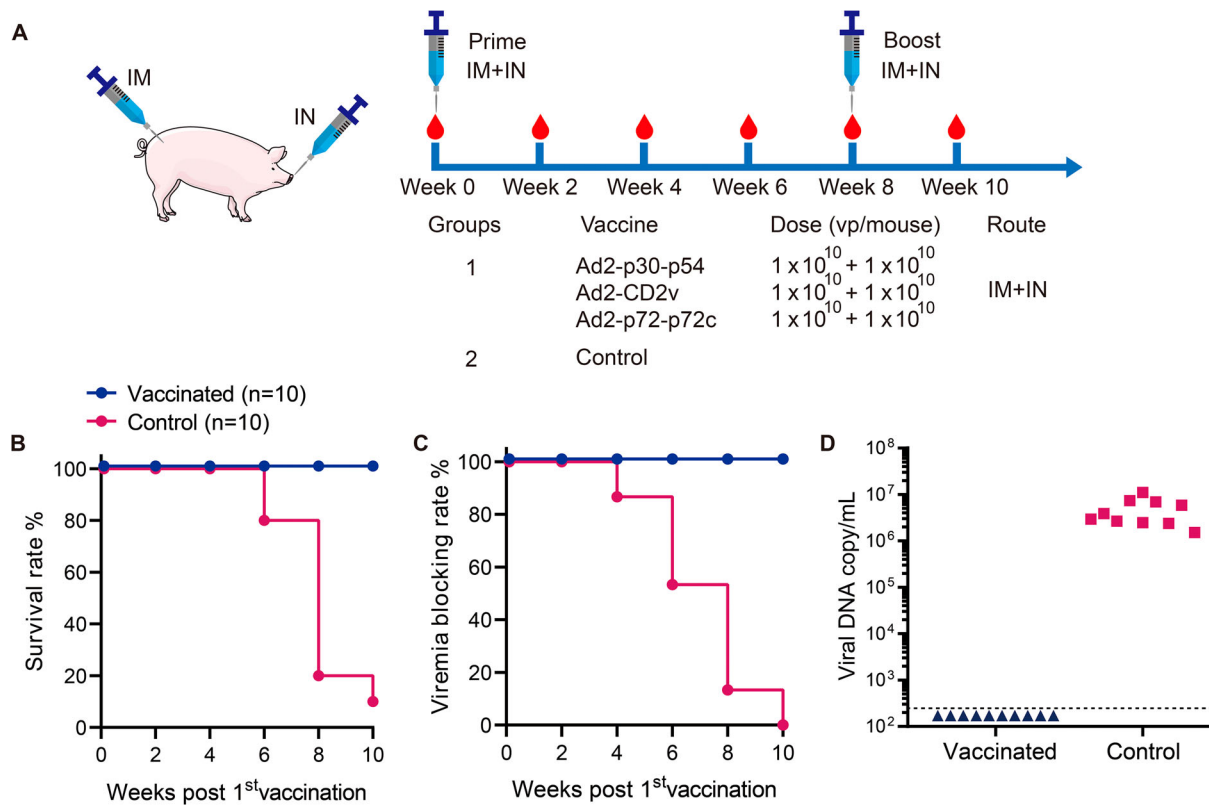 A
IM
IN
Prime
IM+IN
Boost
IM+IN
Week 0 Week 2 Week 4 Week 6 Week 8 Week 10
Groups Vaccine Dose (vp/mouse) Route
1 Ad2-p30-p54 1 x 10^10 + 1 x 10^10
Ad2-CD2v 1 x 10^10 + 1 x 10^10 IM+IN
Ad2-p72-p72c 1 x 10^10 + 1 x 10^10
2 Control
Vaccinated (n=10)
Control (n=10)
B
Survival rate %
100
80
60
40
20
0
0 2 4 6 8 10
Weeks post 1st vaccination
C
Viremia blocking rate %
100
80
60
40
20
0
0 2 4 6 8 10
Weeks post 1st vaccination
D
Viral DNA copy/mL
10^8
10^7
10^6
10^5
10^4
10^3
10^2
Vaccinated Control